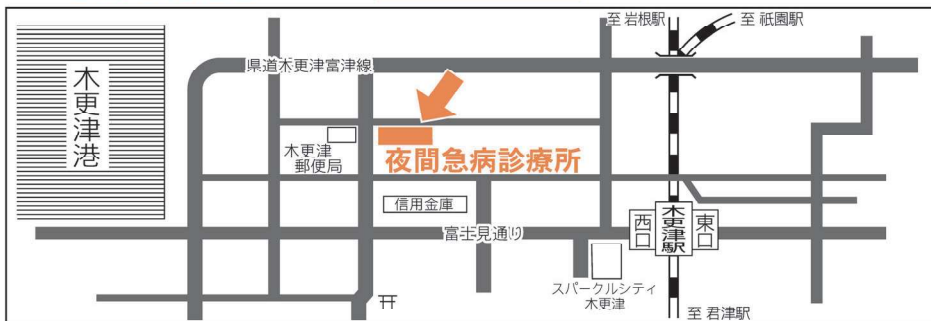 至 岩根駅
至 祇園駅
県道木更津富津線
木更津港
木更津
郵便局
夜間急病診療所
信用金庫
西口
木更津駅
東口
富士見通り
スパークルシティ
木更津
至 君津駅